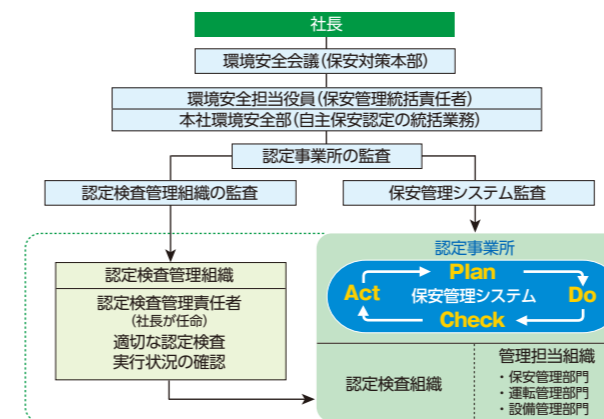 社長
環境安全会議(保安対策本部)
環境安全担当役員(保安管理統括責任者)
本社環境安全部(自主保安認定の統括業務)
認定事業所の監査
認定検査管理組織の監査
保安管理システム監査
認定検査管理組織
認定検査管理責任者
(社長が任命)
適切な認定検査
実行状況の確認
認定事業所
Plan
Act
保安管理システム
Do
Check
認定検査組織
管理担当組織
・保安管理部門
・運転管理部門
・設備管理部門